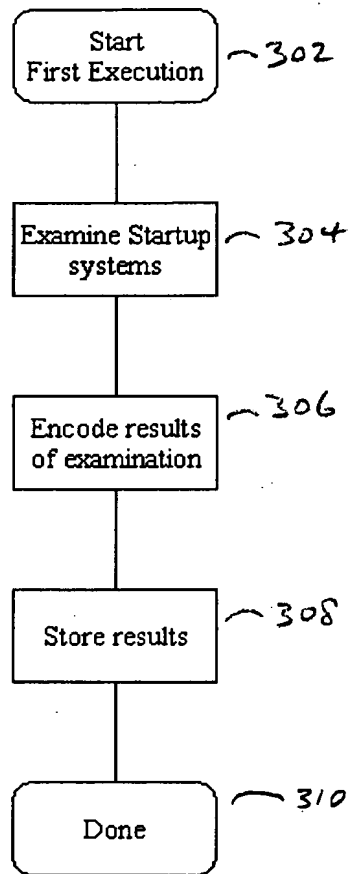 Start
First Execution
302
Examine Startup
systems
304
Encode results
of examination
306
Store results
308
Done
310